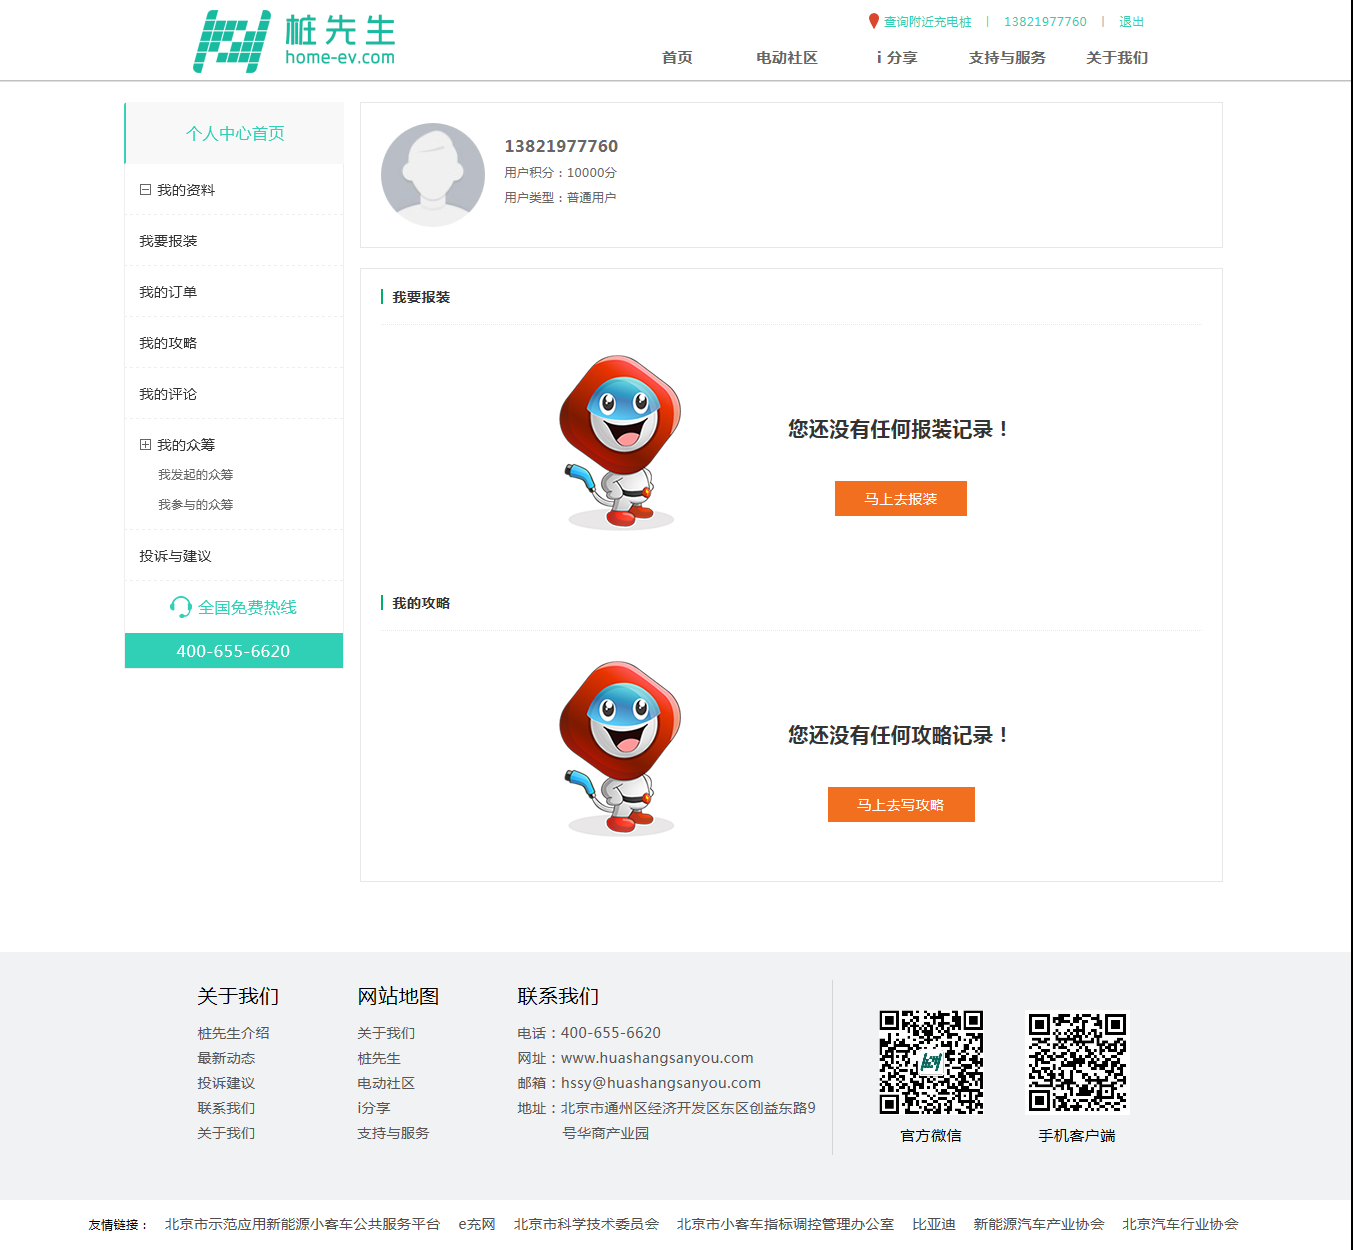 桩先生
home-ev.com
查询附近充电桩 | 13821977760 | 退出
首页 电动社区 i 分享 支持与服务 关于我们
个人中心首页
我的资料
我要报装
我的订单
我的攻略
我的评论
我的众筹
我发起的众筹
我参与的众筹
投诉与建议
全国免费热线
400-655-6620
13821977760
用户积分：10000分
用户类型：普通用户
我要报装
您还没有任何报装记录！
马上去报装
我的攻略
您还没有任何攻略记录！
马上去写攻略
关于我们
桩先生介绍
最新动态
投诉建议
联系我们
关于我们
网站地图
关于我们
桩先生
电动社区
i分享
支持与服务
联系我们
电话：400-655-6620
网址：www.huashangsanyou.com
邮箱：hssy@huashangsanyou.com
地址：北京市通州区经济开发区东区创益东路9
号华商产业园
官方微信
手机客户端
友情链接： 北京市示范应用新能源小客车公共服务平台 e充网 北京市科学技术委员会 北京市小客车指标调控管理办公室 比亚迪 新能源汽车产业协会 北京汽车行业协会